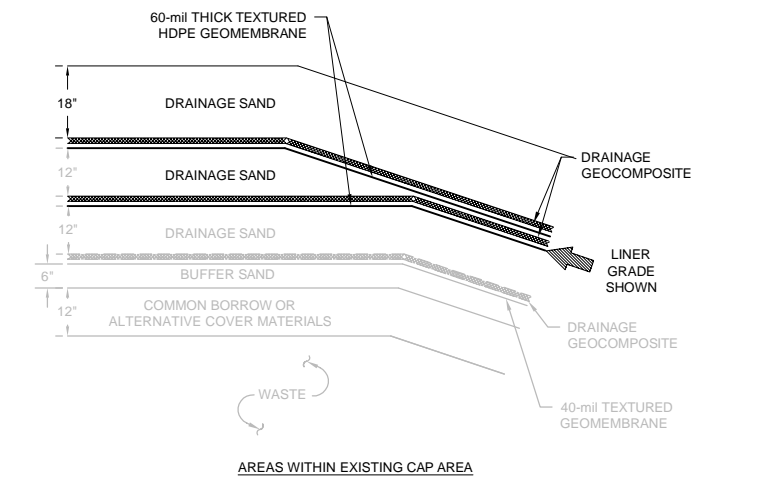 60-mil THICK TEXTURED
HDPE GEOMEMBRANE
18"
DRAINAGE SAND
DRAINAGE
GEOCOMPOSITE
12"
DRAINAGE SAND
12"
DRAINAGE SAND
LINER
GRADE
SHOWN
6"
BUFFER SAND
12"
COMMON BORROW OR
ALTERNATIVE COVER MATERIALS
DRAINAGE
GEOCOMPOSITE
WASTE
40-mil TEXTURED
GEOMEMBRANE
AREAS WITHIN EXISTING CAP AREA